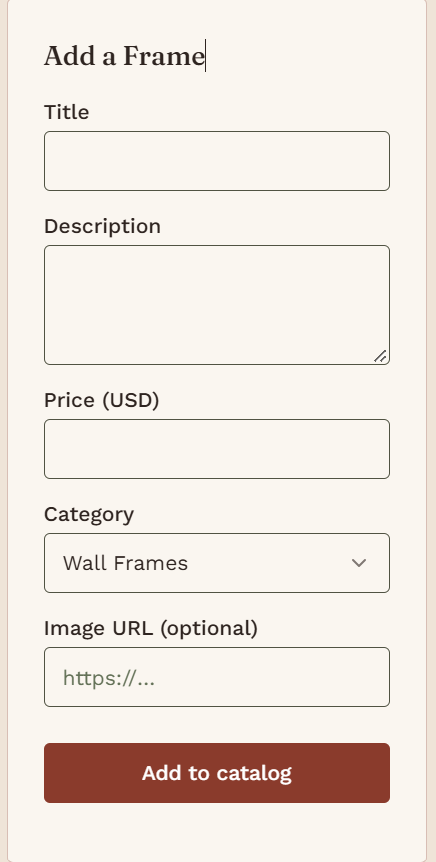 Add a Frame
Title
Description
Price (USD)
Category
Wall Frames
Image URL (optional)
https://...
Add to catalog